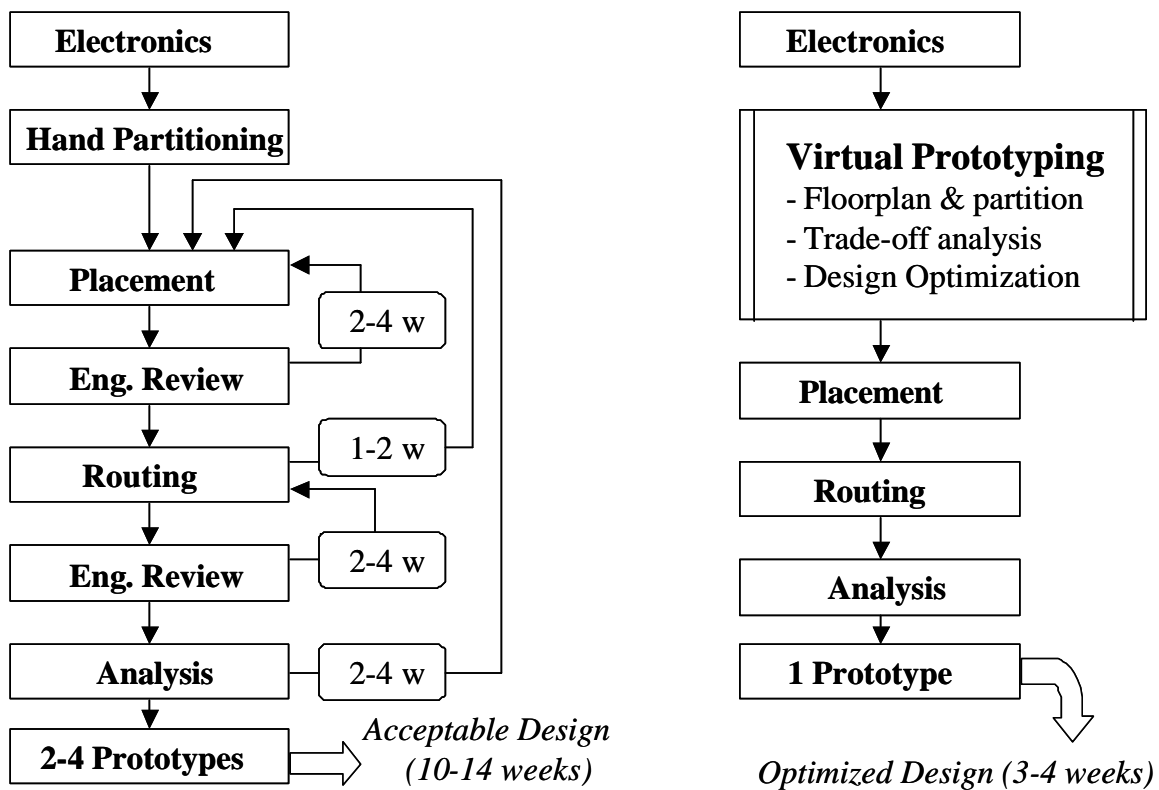 Electronics
Hand Partitioning
Placement
2-4 w
Eng. Review
1-2 w
Routing
2-4 w
Eng. Review
Analysis
2-4 w
2-4 Prototypes
Acceptable Design
(10-14 weeks)
Electronics
Virtual Prototyping
- Floorplan & partition
- Trade-off analysis
- Design Optimization
Placement
Routing
Analysis
1 Prototype
Optimized Design (3-4 weeks)